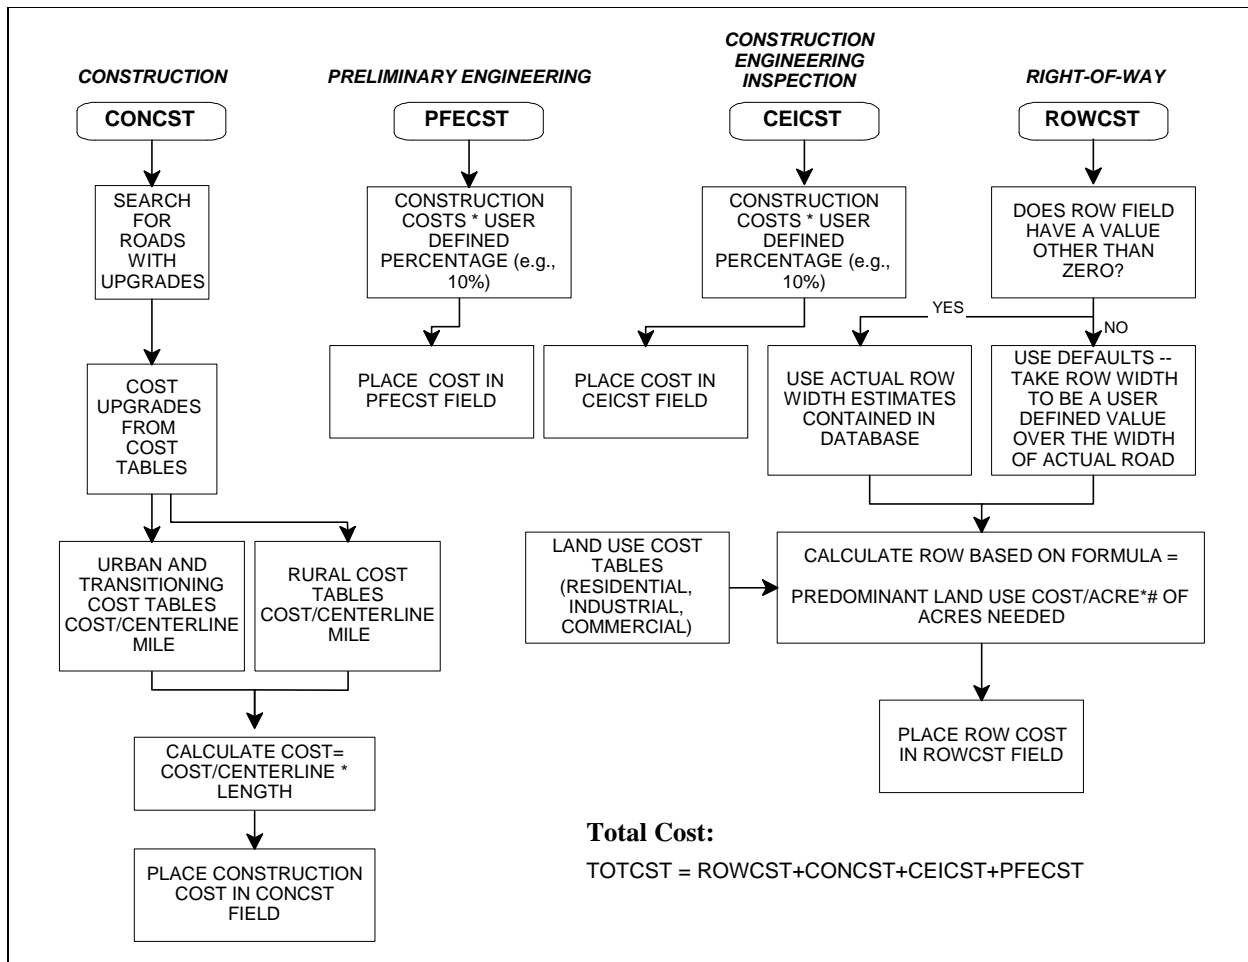 CONSTRUCTION
CONCST
SEARCH
FOR
ROADS
WITH
UPGRADES
COST
UPGRADES
FROM
COST
TABLES
URBAN AND
TRANSITIONING
COST TABLES
COST/CENTERLINE
MILE
RURAL COST
TABLES
COST/CENTERLINE
MILE
CALCULATE COST=
COST/CENTERLINE *
LENGTH
PLACE CONSTRUCTION
COST IN CONCST
FIELD
PRELIMINARY ENGINEERING
PFECST
CONSTRUCTION
COSTS * USER
DEFINED
PERCENTAGE (e.g.,
10%)
PLACE  COST IN
PFECST FIELD
CONSTRUCTION
ENGINEERING
INSPECTION
CEICST
CONSTRUCTION
COSTS * USER
DEFINED
PERCENTAGE (e.g.,
10%)
PLACE COST IN
CEICST FIELD
RIGHT-OF-WAY
ROWCST
DOES ROW FIELD
HAVE A VALUE
OTHER THAN
ZERO?
YES
NO
USE ACTUAL ROW
WIDTH ESTIMATES
CONTAINED IN
DATABASE
USE DEFAULTS --
TAKE ROW WIDTH
TO BE A USER
DEFINED VALUE
OVER THE WIDTH
OF ACTUAL ROAD
LAND USE COST
TABLES
(RESIDENTIAL,
INDUSTRIAL,
COMMERCIAL)
CALCULATE ROW BASED ON FORMULA =
PREDOMINANT LAND USE COST/ACRE*# OF
ACRES NEEDED
PLACE ROW COST
IN ROWCST FIELD
Total Cost:
TOTCST = ROWCST+CONCST+CEICST+PFECST